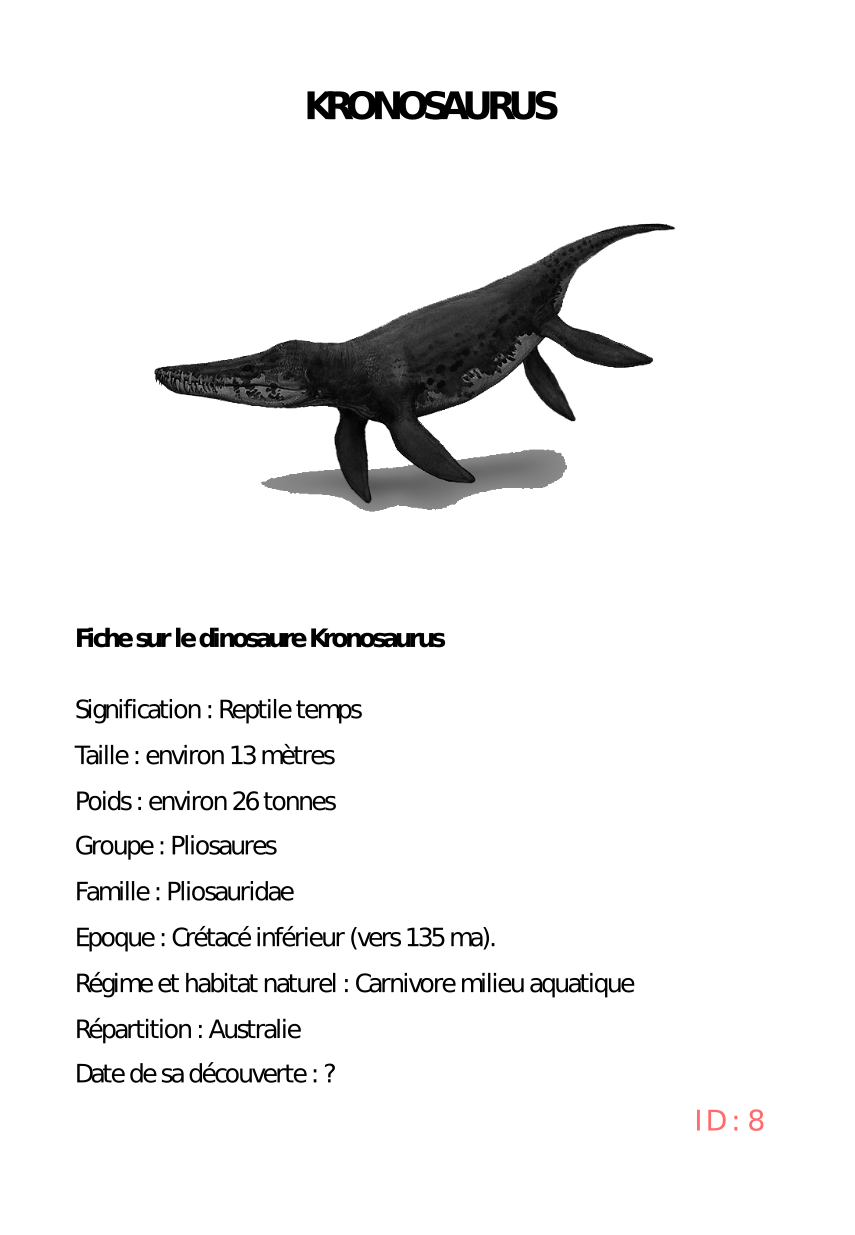 KRONOSAURUS
Fiche sur le dinosaure Kronosaurus
Signification : Reptile temps
Taille : environ 13 mètres
Poids : environ 26 tonnes
Groupe : Pliosaures
Famille : Pliosauridae
Epoque : Crétacé inférieur (vers 135 ma).
Régime et habitat naturel : Carnivore milieu aquatique
Répartition : Australie
Date de sa découverte : ?
ID : 8